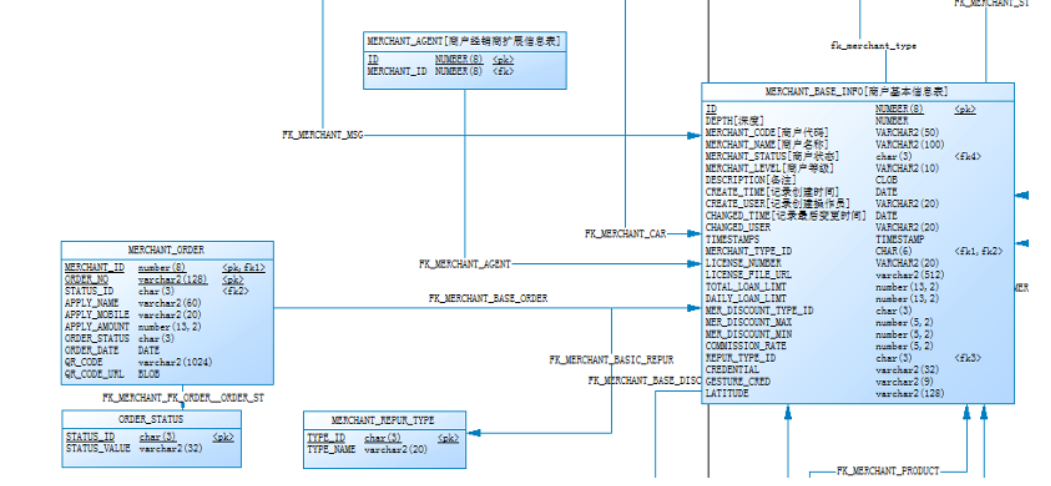 FK_MERCHANT_ST
fk_merchant_type
MERCHANT_AGENT[商户经销商扩展信息表]
ID NUMBER(8) <pk>
MERCHANT_ID NUMBER(8) <fk>
FK_MERCHANT_MSG
MERCHANT_BASE_INFO[商户基本信息表]
ID NUMBER(8) <pk>
DEPTH[深度] NUMBER
MERCHANT_CODE[商户代码] VARCHAR2(50)
MERCHANT_NAME[商户名称] VARCHAR2(100)
MERCHANT_STATUS[商户状态] char(3) <fk4>
MERCHANT_LEVEL[商户等级] VARCHAR2(10)
DESCRIPTION[备注] CLOB
CREATE_TIME[记录创建时间] DATE
CREATE_USER[记录创建操作员] VARCHAR2(20)
CHANGED_TIME[记录最后变更时间] DATE
CHANGED_USER VARCHAR2(20)
TIMESTAMPS TIMESTAMP
MERCHANT_TYPE_ID CHAR(6) <fk1,fk2>
LICENSE_NUMBER VARCHAR2(20)
LICENSE_FILE_URL varchar2(512)
TOTAL_LOAN_LIMT number(13,2)
DAILY_LOAN_LIMT number(13,2)
MER_DISCOUNT_TYPE_ID char(3)
MER_DISCOUNT_MAX number(5,2)
MER_DISCOUNT_MIN number(5,2)
COMMISSION_RATE number(5,2)
REPUR_TYPE_ID char(3) <fk3>
CREDENTIAL varchar2(32)
GESTURE_CRED varchar2(9)
LATITUDE varchar2(128)
FK_MERCHANT_CAR
FK_MERCHANT_AGENT
MER
MERCHANT_ORDER
MERCHANT_ID number(8) <pk,fk1>
ORDER_NO varchar2(128) <pk>
STATUS_ID char(3) <fk2>
APPLY_NAME varchar2(60)
APPLY_MOBILE varchar2(20)
APPLY_AMOUNT number(13,2)
ORDER_STATUS char(3)
ORDER_DATE DATE
QR_CODE varchar2(1024)
QR_CODE_URL BLOB
FK_MERCHANT_BASE_ORDER
FK_MERCHANT_BASIC_REPUR
FK_MERCHANT_BASE_DISC
FK_MERCHANT_FK_ORDER__ORDER_ST
ORDER_STATUS
STATUS_ID char(3) <pk>
STATUS_VALUE varchar2(32)
MERCHANT_REPUR_TYPE
TYPE_ID char(3) <pk>
TYPE_NAME varchar2(20)
FK_MERCHANT_PRODUCT